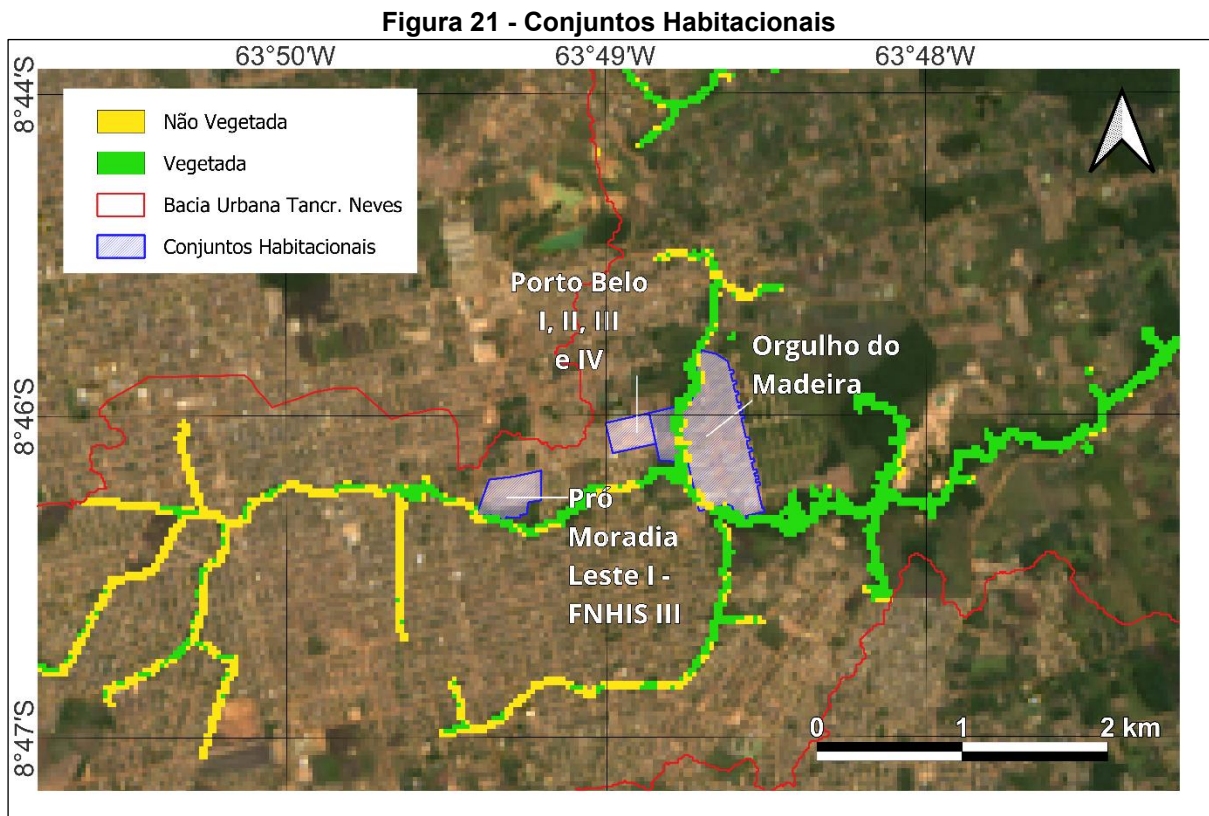 Figura 21 - Conjuntos Habitacionais
63°50'W 63°49'W 63°48'W
8°44'S
Não Vegetada
Vegetada
Bacia Urbana Tancr. Neves
Conjuntos Habitacionais
Porto Belo
I, II, III
e IV
Orgulho do
Madeira
8°46'S
Pró
Moradia
Leste I -
FNHIS III
8°47'S
0 1 2 km